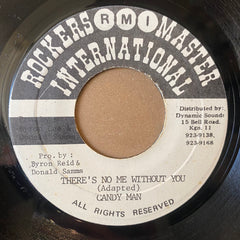 ROCKERS MASTER
RMI
INTERNATIONAL
Distributed by:
Dynamic Sounds
15 Bell Road.
Kgn. 11
923-9138,
923-9168
Pro. by :
Byron Reid &
Donald Samms
THERE'S NO ME WITHOUT YOU
(Adapted)
CANDY MAN
ALL RIGHTS RESERVED